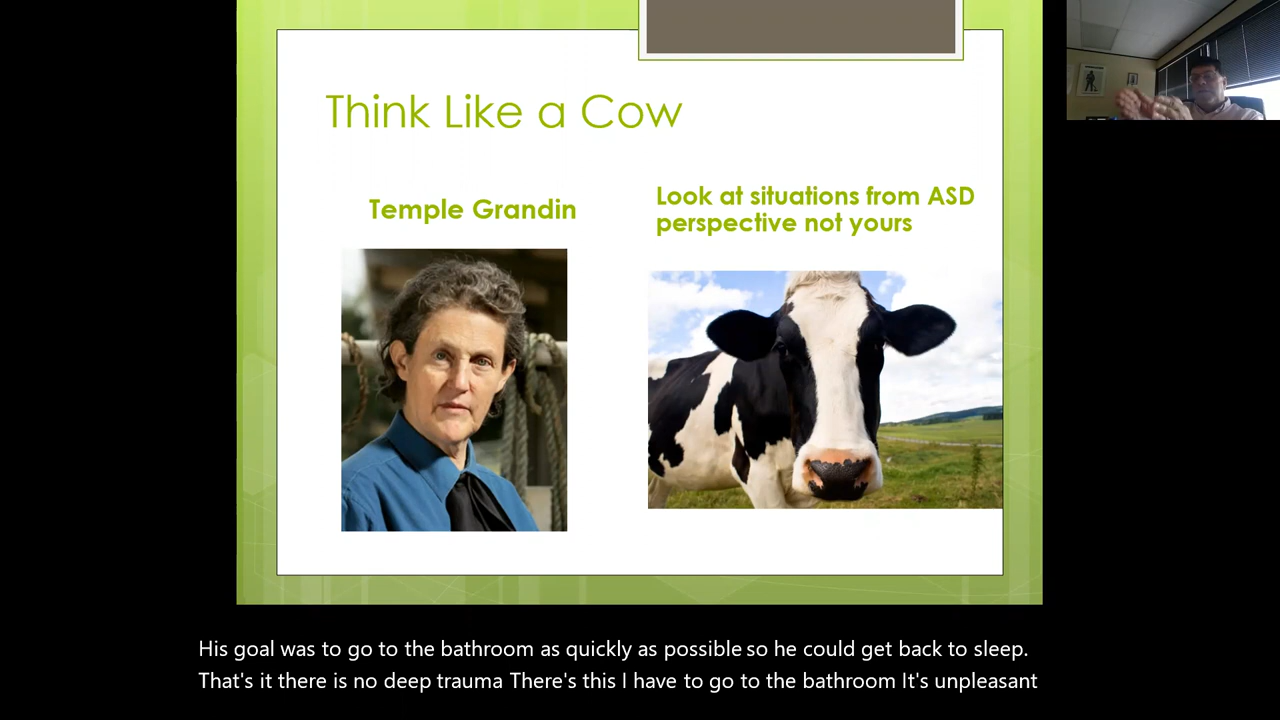 Think Like a Cow
Temple Grandin
Look at situations from ASD
perspective not yours
His goal was to go to the bathroom as quickly as possible so he could get back to sleep.
That's it there is no deep trauma There's this I have to go to the bathroom It's unpleasant